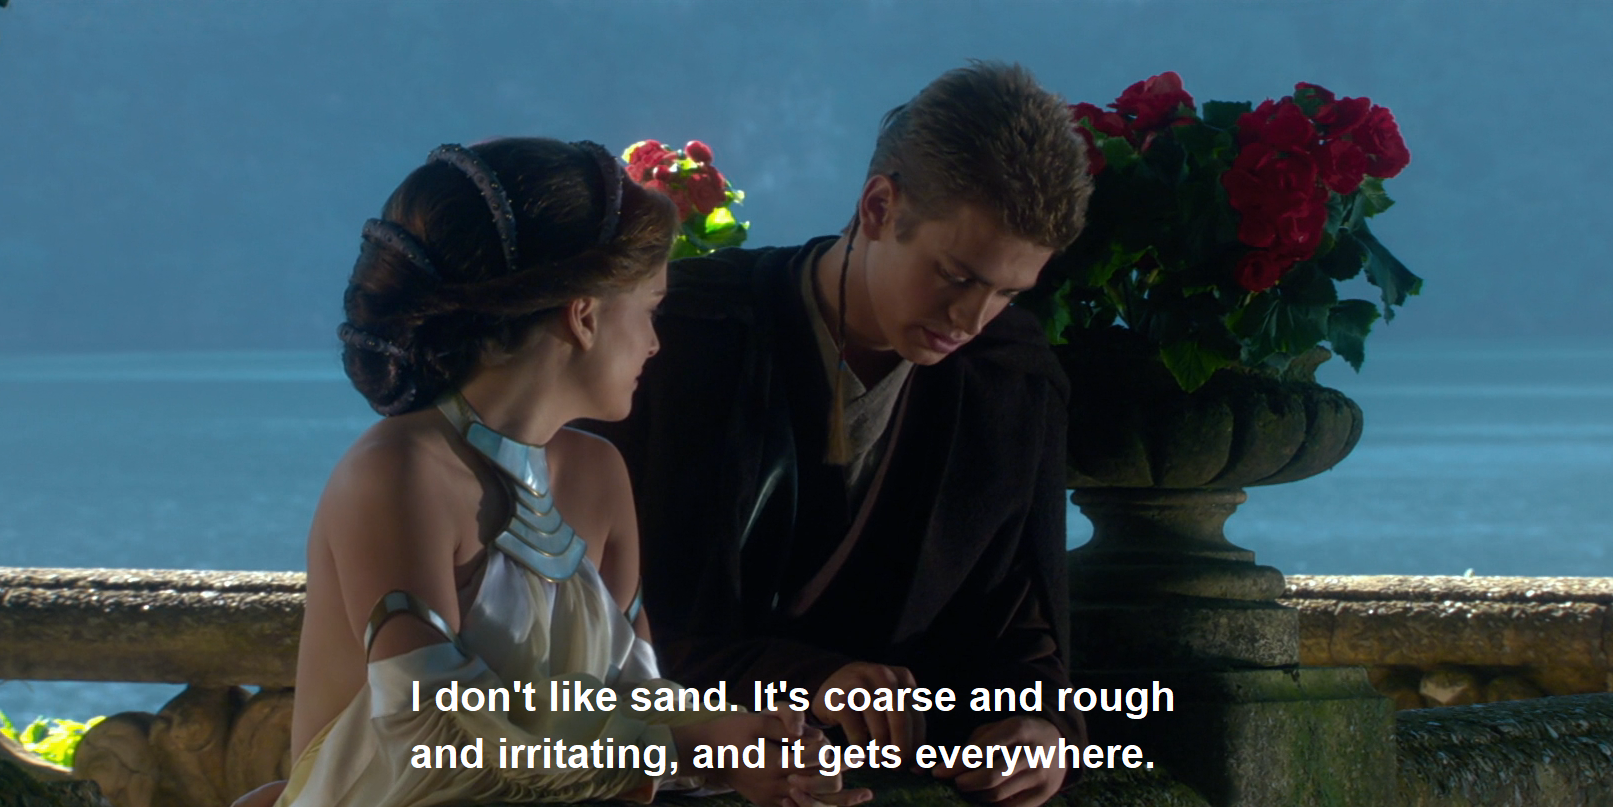 I don't like sand. It's coarse and rough
and irritating, and it gets everywhere.